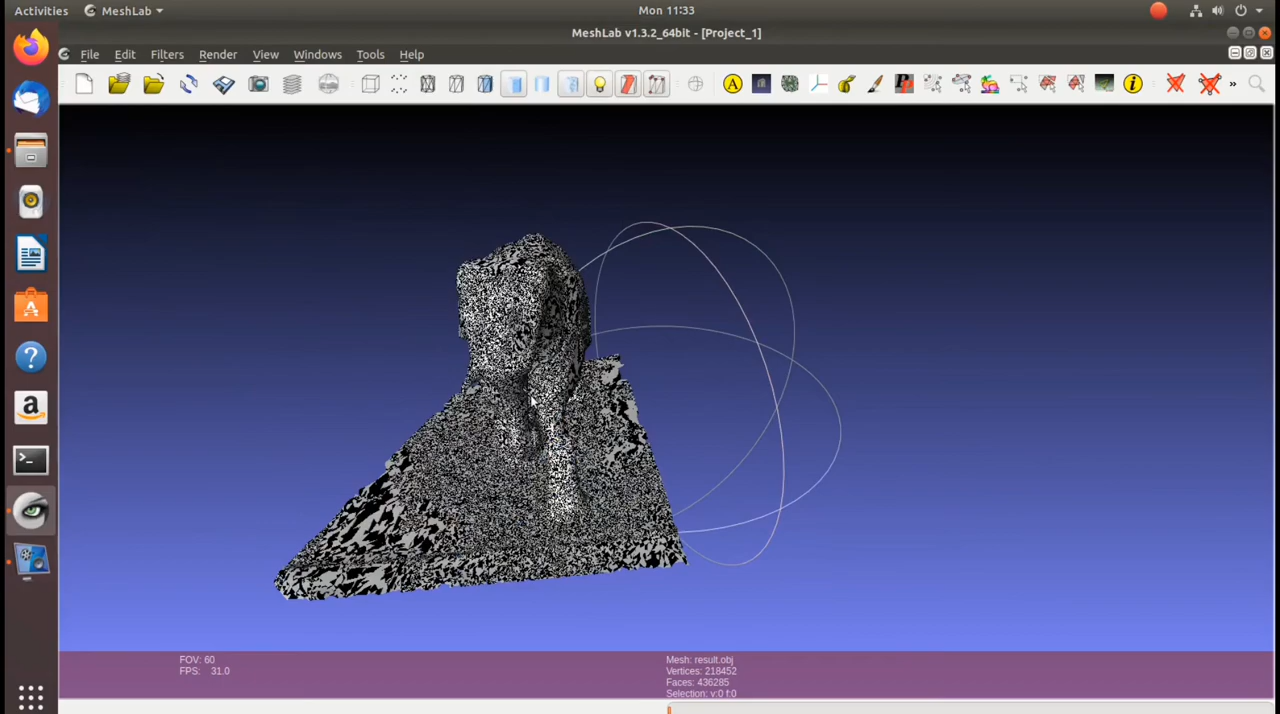 Activities MeshLab Mon 11:33
MeshLab v1.3.2_64bit - [Project_1]
File Edit Filters Render View Windows Tools Help
A i »
FOV: 60
FPS: 31.0
Mesh: result.obj
Vertices: 218452
Faces: 436285
Selection: v:0 f:0